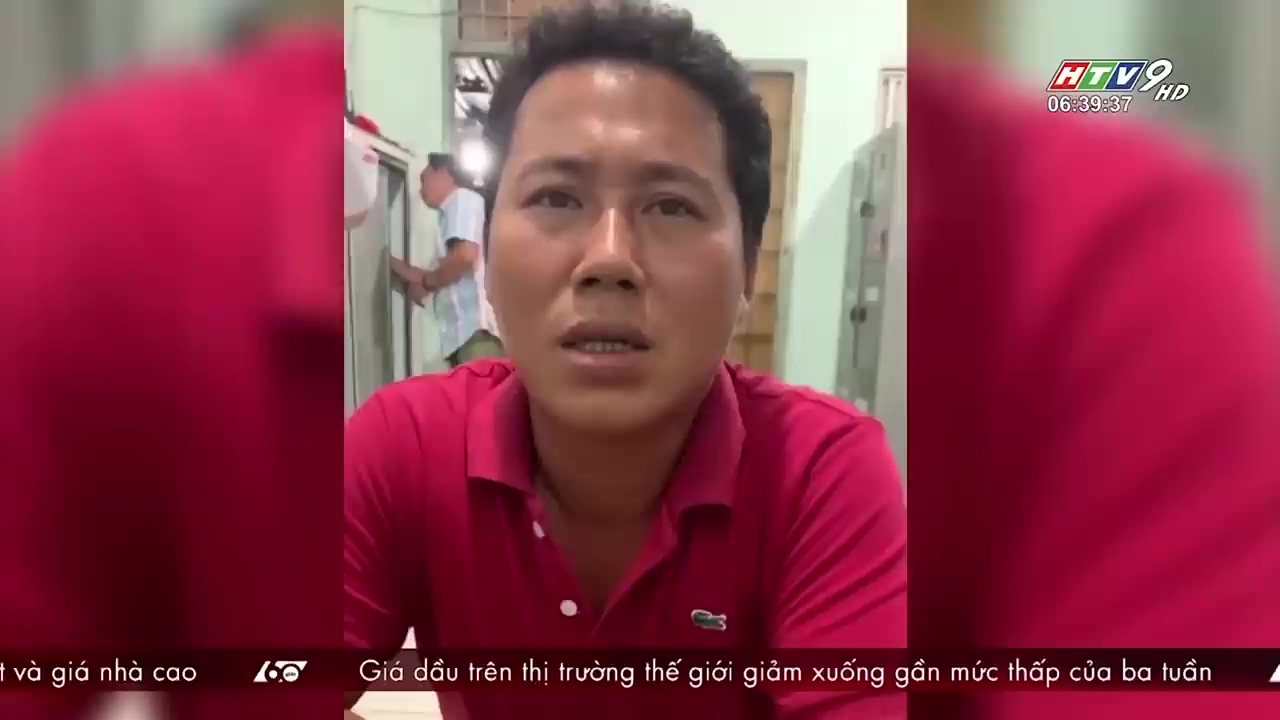 HTV9 HD
06:39:37
t và giá nhà cao 60 Giá dầu trên thị trường thế giới giảm xuống gần mức thấp của ba tuần